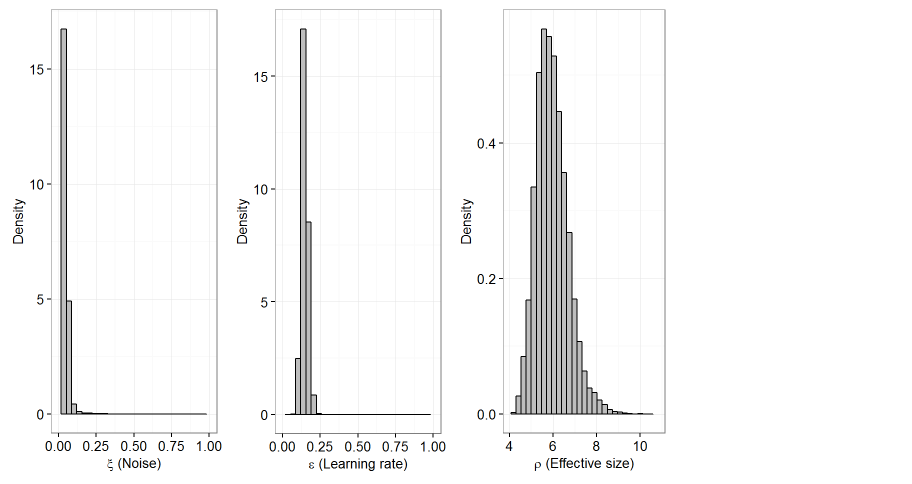 Density
15
10
5
0
0.00 0.25 0.50 0.75 1.00
ξ (Noise)
Density
15
10
5
0
0.00 0.25 0.50 0.75 1.00
ε (Learning rate)
Density
0.4
0.2
0.0
4 6 8 10
ρ (Effective size)